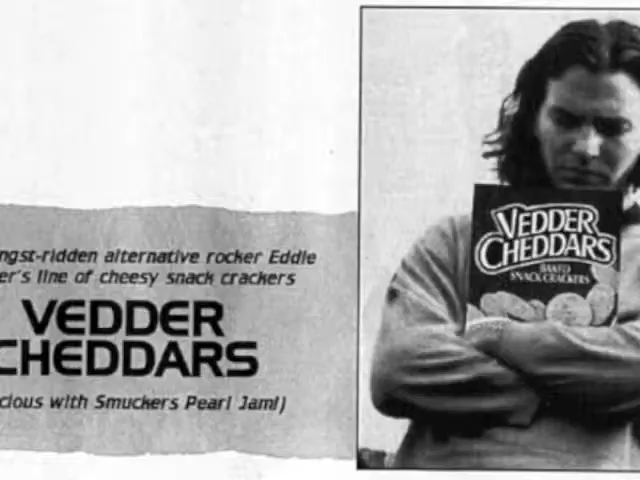 ngst-ridden alternative rocker Eddie
er's line of cheesy snack crackers
VEDDER
CHEDDARS
cious with Smuckers Pearl Jam!)
VEDDER
CHEDDARS
BAKED
SNACK CRACKERS